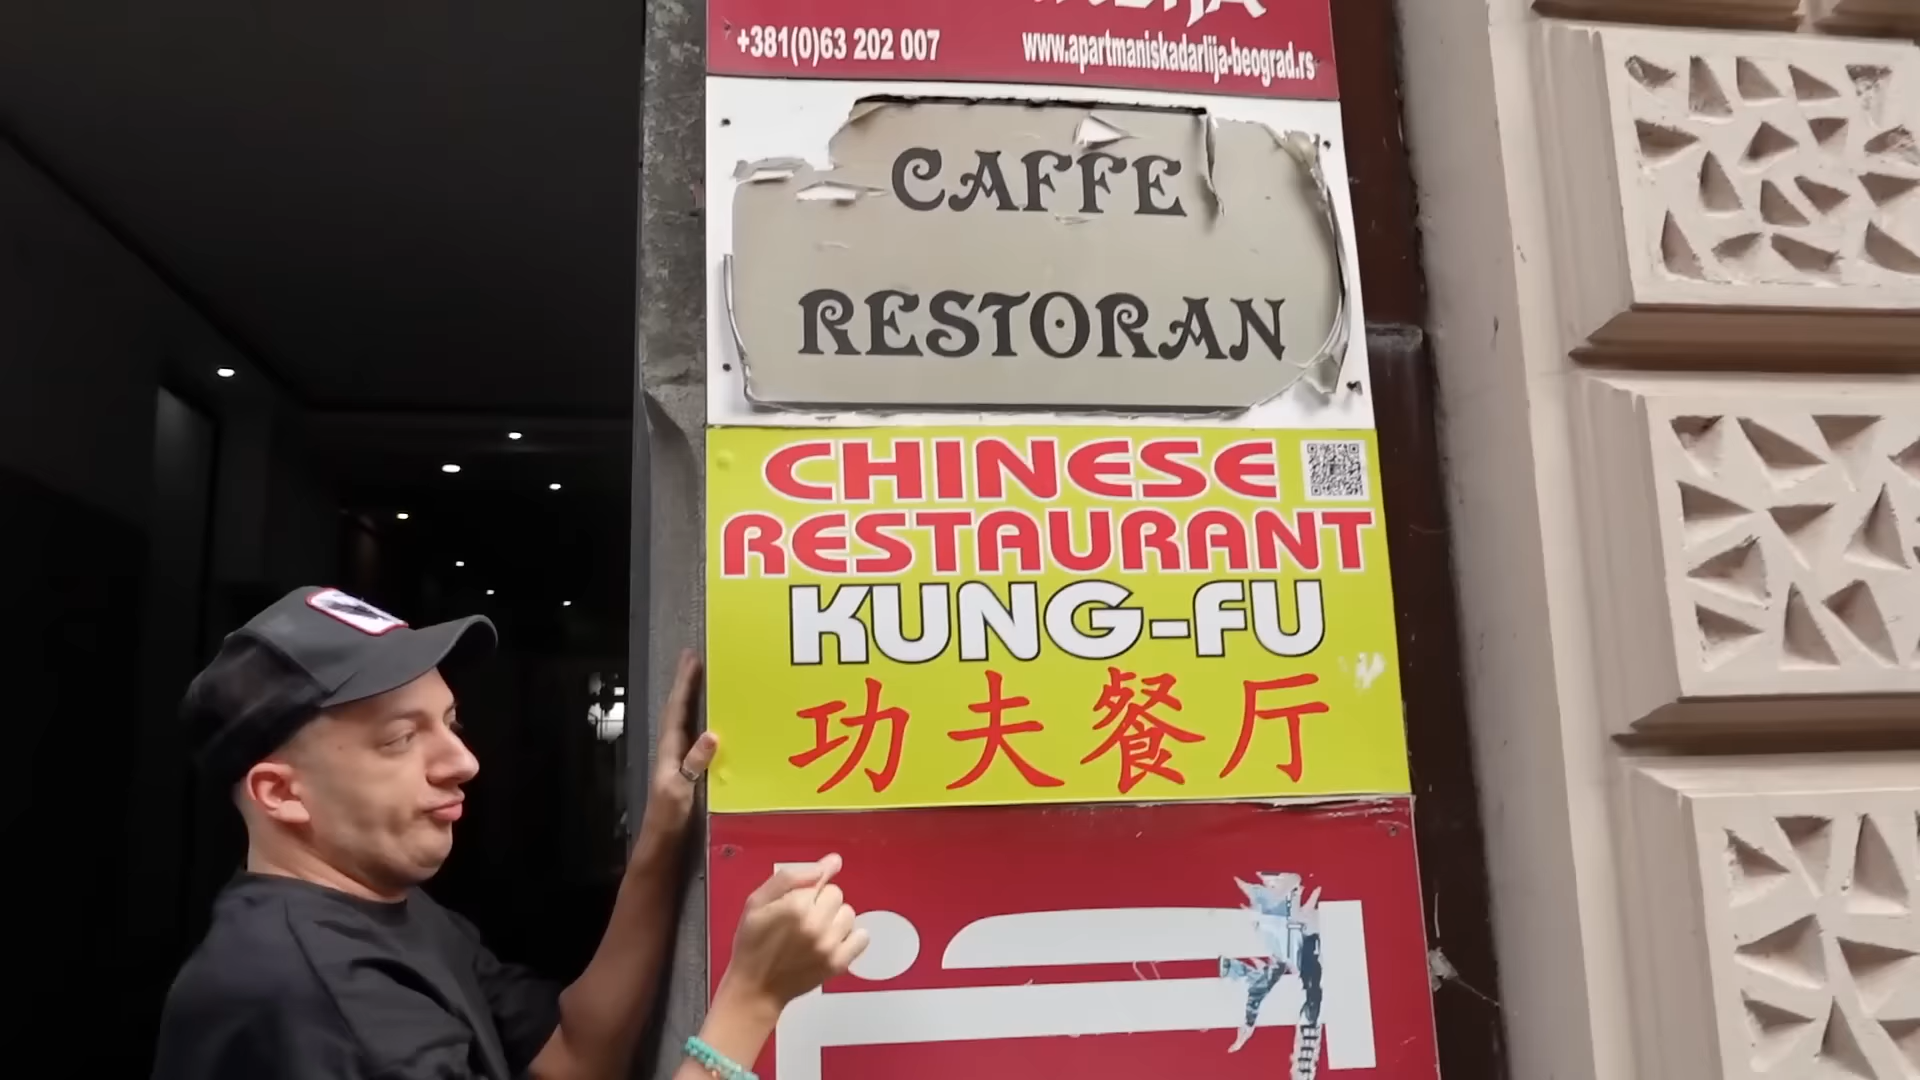 +381(0)63 202 007
www.apartmaniskadarlija-beograd.rs
CAFFE
RESTORAN
CHINESE
RESTAURANT
KUNG-FU
功夫餐厅